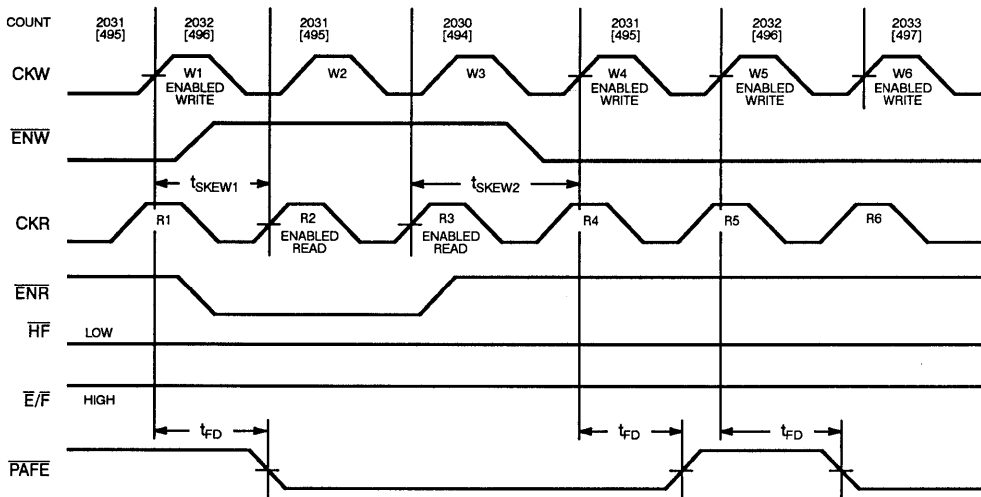 COUNT 2031 2032 2031 2030 2031 2032 2033
[495] [496] [495] [494] [495] [496] [497]
CKW W1 W2 W3 W4 W5 W6
ENABLED WRITE ENABLED WRITE ENABLED WRITE ENABLED WRITE
ENW
tSKEW1 tSKEW2
CKR R1 R2 R3 R4 R5 R6
ENABLED READ ENABLED READ
ENR
HF LOW
E/F HIGH
tFD tFD tFD
PAFE